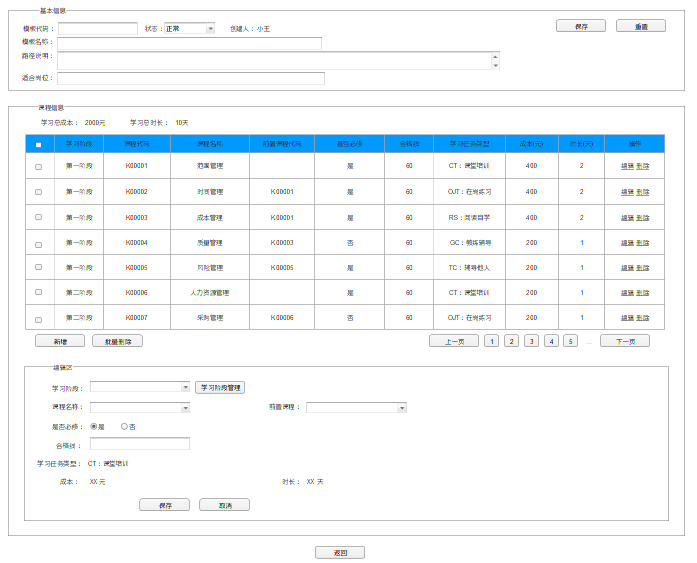 基本信息
模板代码： 状态： 正常 创建人：小王 保存 重置
模板名称：
路径说明：
适合岗位：
课程信息
学习总成本： 2000元 学习总时长： 10天
学习阶段 课程代码 课程名称 前置课程代码 是否必修 合格线 学习任务类型 成本(元) 时长(天) 操作
第一阶段 K00001 范围管理 是 60 CT：课堂培训 400 2 编辑 删除
第一阶段 K00002 时间管理 K00001 是 60 OJT：在岗练习 400 2 编辑 删除
第一阶段 K00003 成本管理 K00001 是 60 RS：阅读自学 400 2 编辑 删除
第一阶段 K00004 质量管理 K00003 否 60 GC：教练辅导 200 1 编辑 删除
第一阶段 K00005 风险管理 K00005 是 60 TC：辅导他人 200 1 编辑 删除
第二阶段 K00006 人力资源管理 是 60 CT：课堂培训 200 1 编辑 删除
第二阶段 K00007 采购管理 K00006 否 60 OJT：在岗练习 200 1 编辑 删除
新增 批量删除 上一页 1 2 3 4 5 ... 下一页
编辑区
学习阶段： 学习阶段管理
课程名称： 前置课程：
是否必修： 是 否
合格线：
学习任务类型： CT：课堂培训
成本： XX 元 时长： XX 天
保存 取消
返回